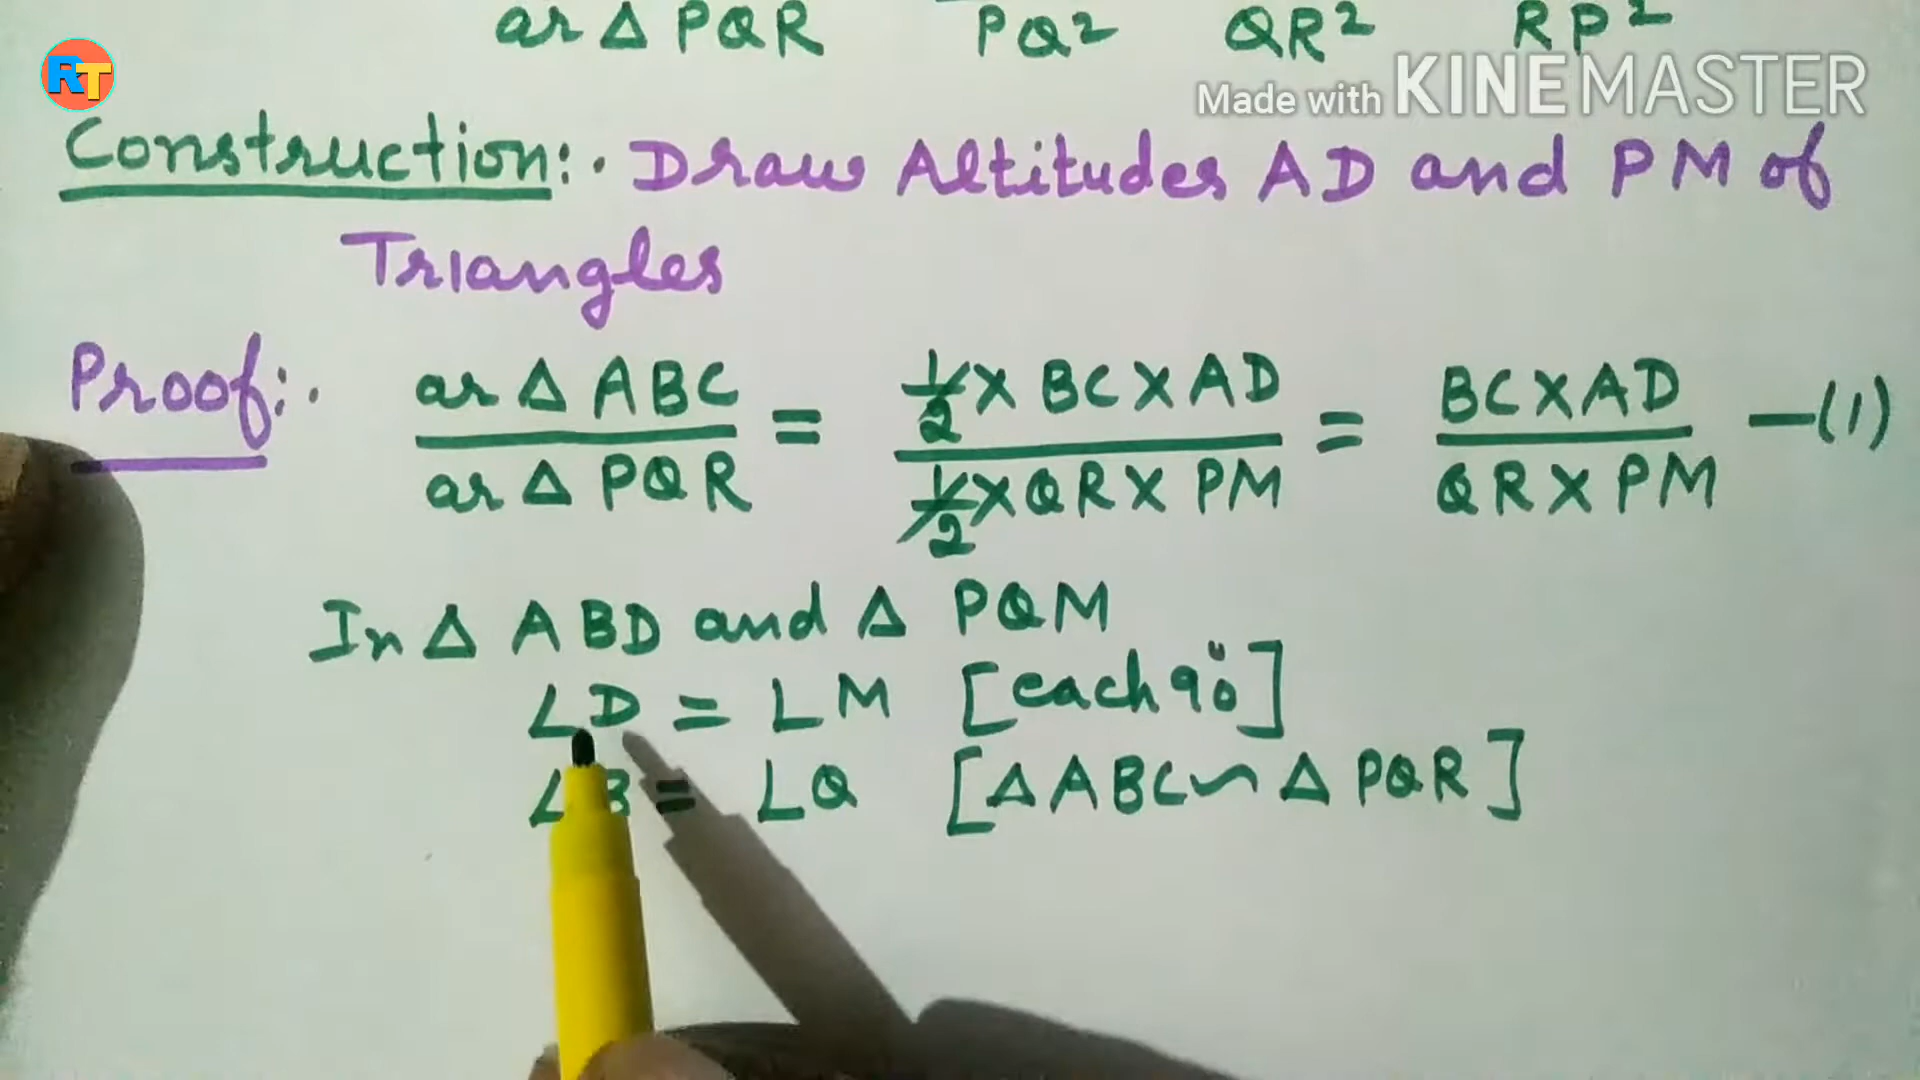 ar Δ PQR PQ² QR² RP²
RT
Made with KINEMASTER
Construction:. Draw Altitudes AD and PM of
Triangles
Proof:. ar Δ ABC / ar Δ PQR = 1/2 X BC X AD / 1/2 X QR X PM = BC X AD / QR X PM —(1)
In Δ ABD and Δ PQM
∠D = ∠M [each 90°]
∠B = ∠Q [Δ ABC ~ Δ PQR]